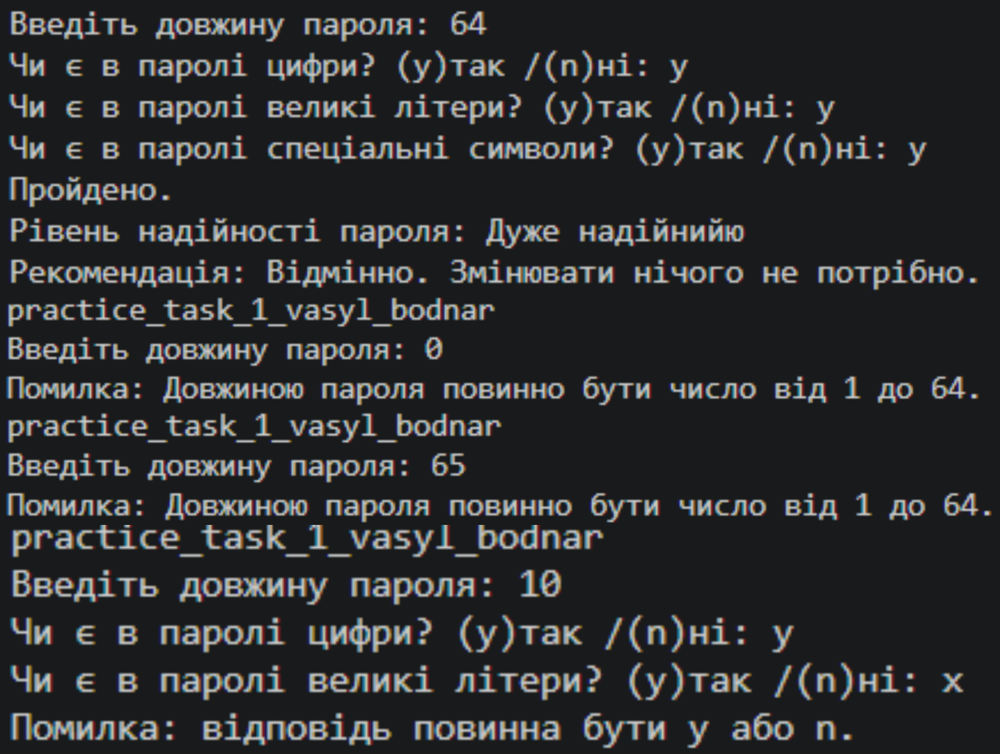 Введіть довжину пароля: 64
Чи є в паролі цифри? (y)так /(n)ні: y
Чи є в паролі великі літери? (y)так /(n)ні: y
Чи є в паролі спеціальні символи? (y)так /(n)ні: y
Пройдено.
Рівень надійності пароля: Дуже надійнийю
Рекомендація: Відмінно. Змінювати нічого не потрібно.
practice_task_1_vasyl_bodnar
Введіть довжину пароля: 0
Помилка: Довжиною пароля повинно бути число від 1 до 64.
practice_task_1_vasyl_bodnar
Введіть довжину пароля: 65
Помилка: Довжиною пароля повинно бути число від 1 до 64.
practice_task_1_vasyl_bodnar
Введіть довжину пароля: 10
Чи є в паролі цифри? (y)так /(n)ні: y
Чи є в паролі великі літери? (y)так /(n)ні: x
Помилка: відповідь повинна бути y або n.